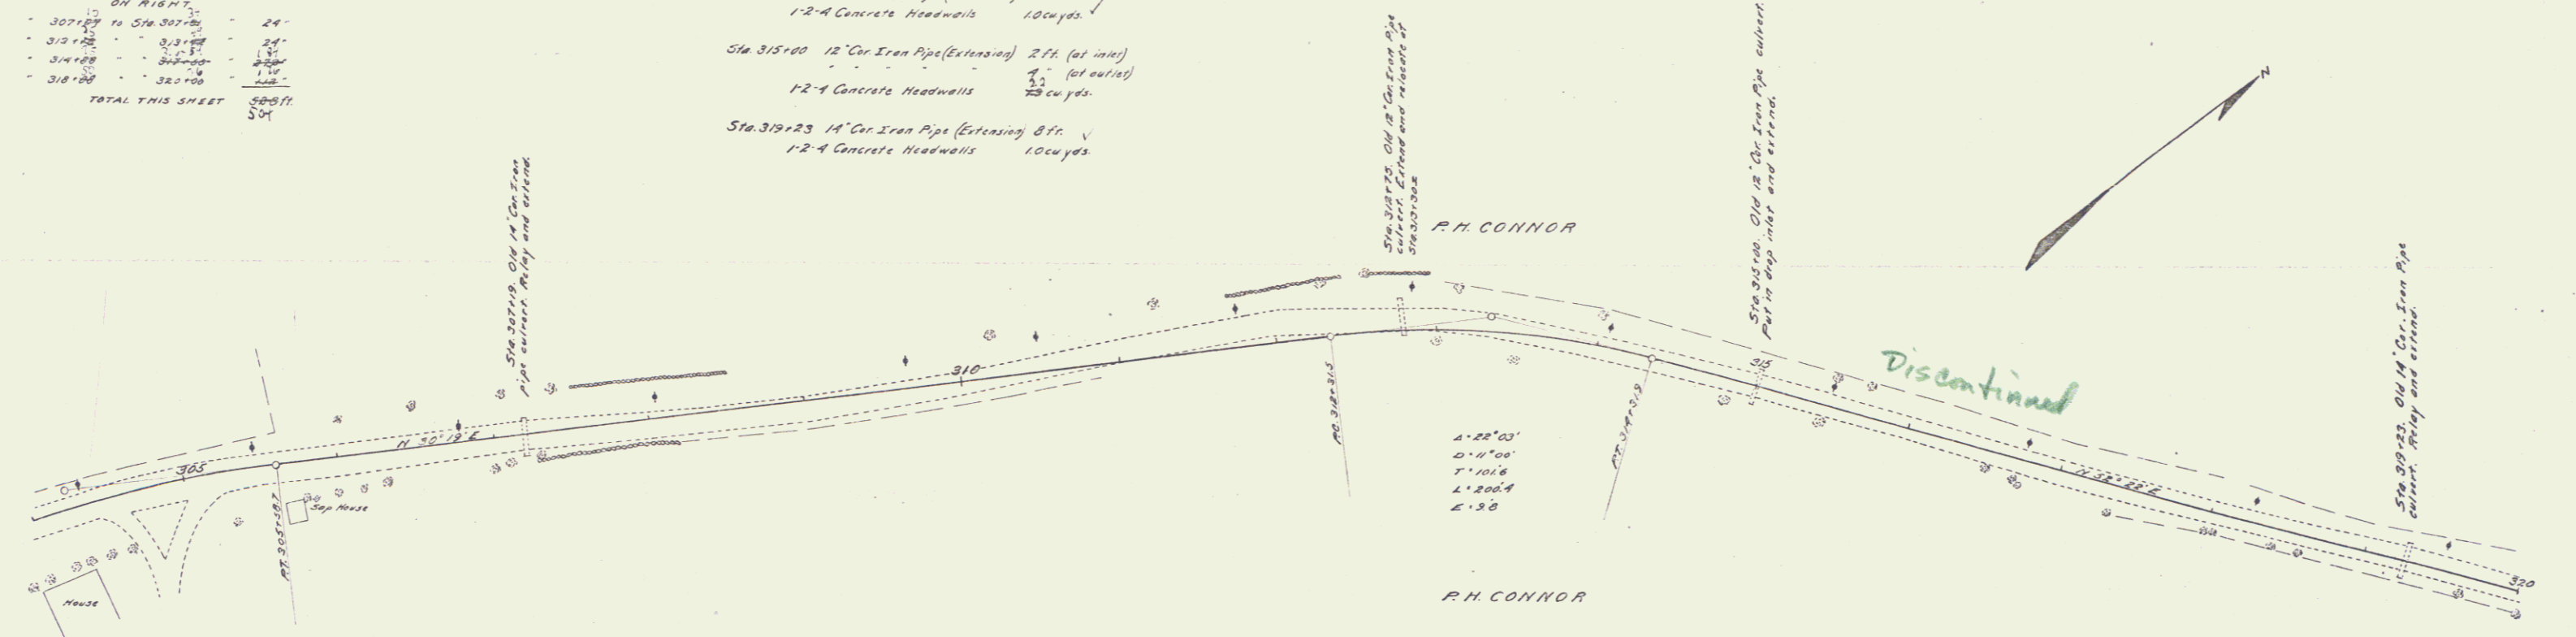 ON RIGHT
" 307+ to Sta. 307+ " 24 "
" " " " 24 "
" " "
" 318+ " " 320+00 "
TOTAL THIS SHEET 508 ft.
504
1-2-4 Concrete Headwalls 1.0 cu. yds. ✓
Sta. 315+00 12" Cor. Iron Pipe (Extension) 2 ft. (at inlet)
" " " " 4 " (at outlet)
1-2-4 Concrete Headwalls cu. yds.
Sta. 319+23 14" Cor. Iron Pipe (Extension) 8 ft. ✓
1-2-4 Concrete Headwalls 1.0 cu yds.
Sta. 307+19. Old 14" Cor. Iron
pipe culvert. Relay and extend.
Sta. 312+75. Old 12" Cor. Iron Pipe
culvert. Extend and relocate at
Sta. 313+30±
Sta. 315+00. Old 12" Cor. Iron Pipe culvert.
Put in drop inlet and extend.
Sta. 319+23. Old 14" Cor. Iron Pipe
culvert. Relay and extend.
N
P. H. CONNOR
Discontinued
305
N 30° 19' E
310
315
N 52° 22' E
320
P.T. 305+58.7
Sap House
House
P.C. 312+31.5
P.T. 314+31.9
Δ = 22° 03'
D = 11° 00'
T = 101.6
L = 200.4
E = 9.8
P. H. CONNOR